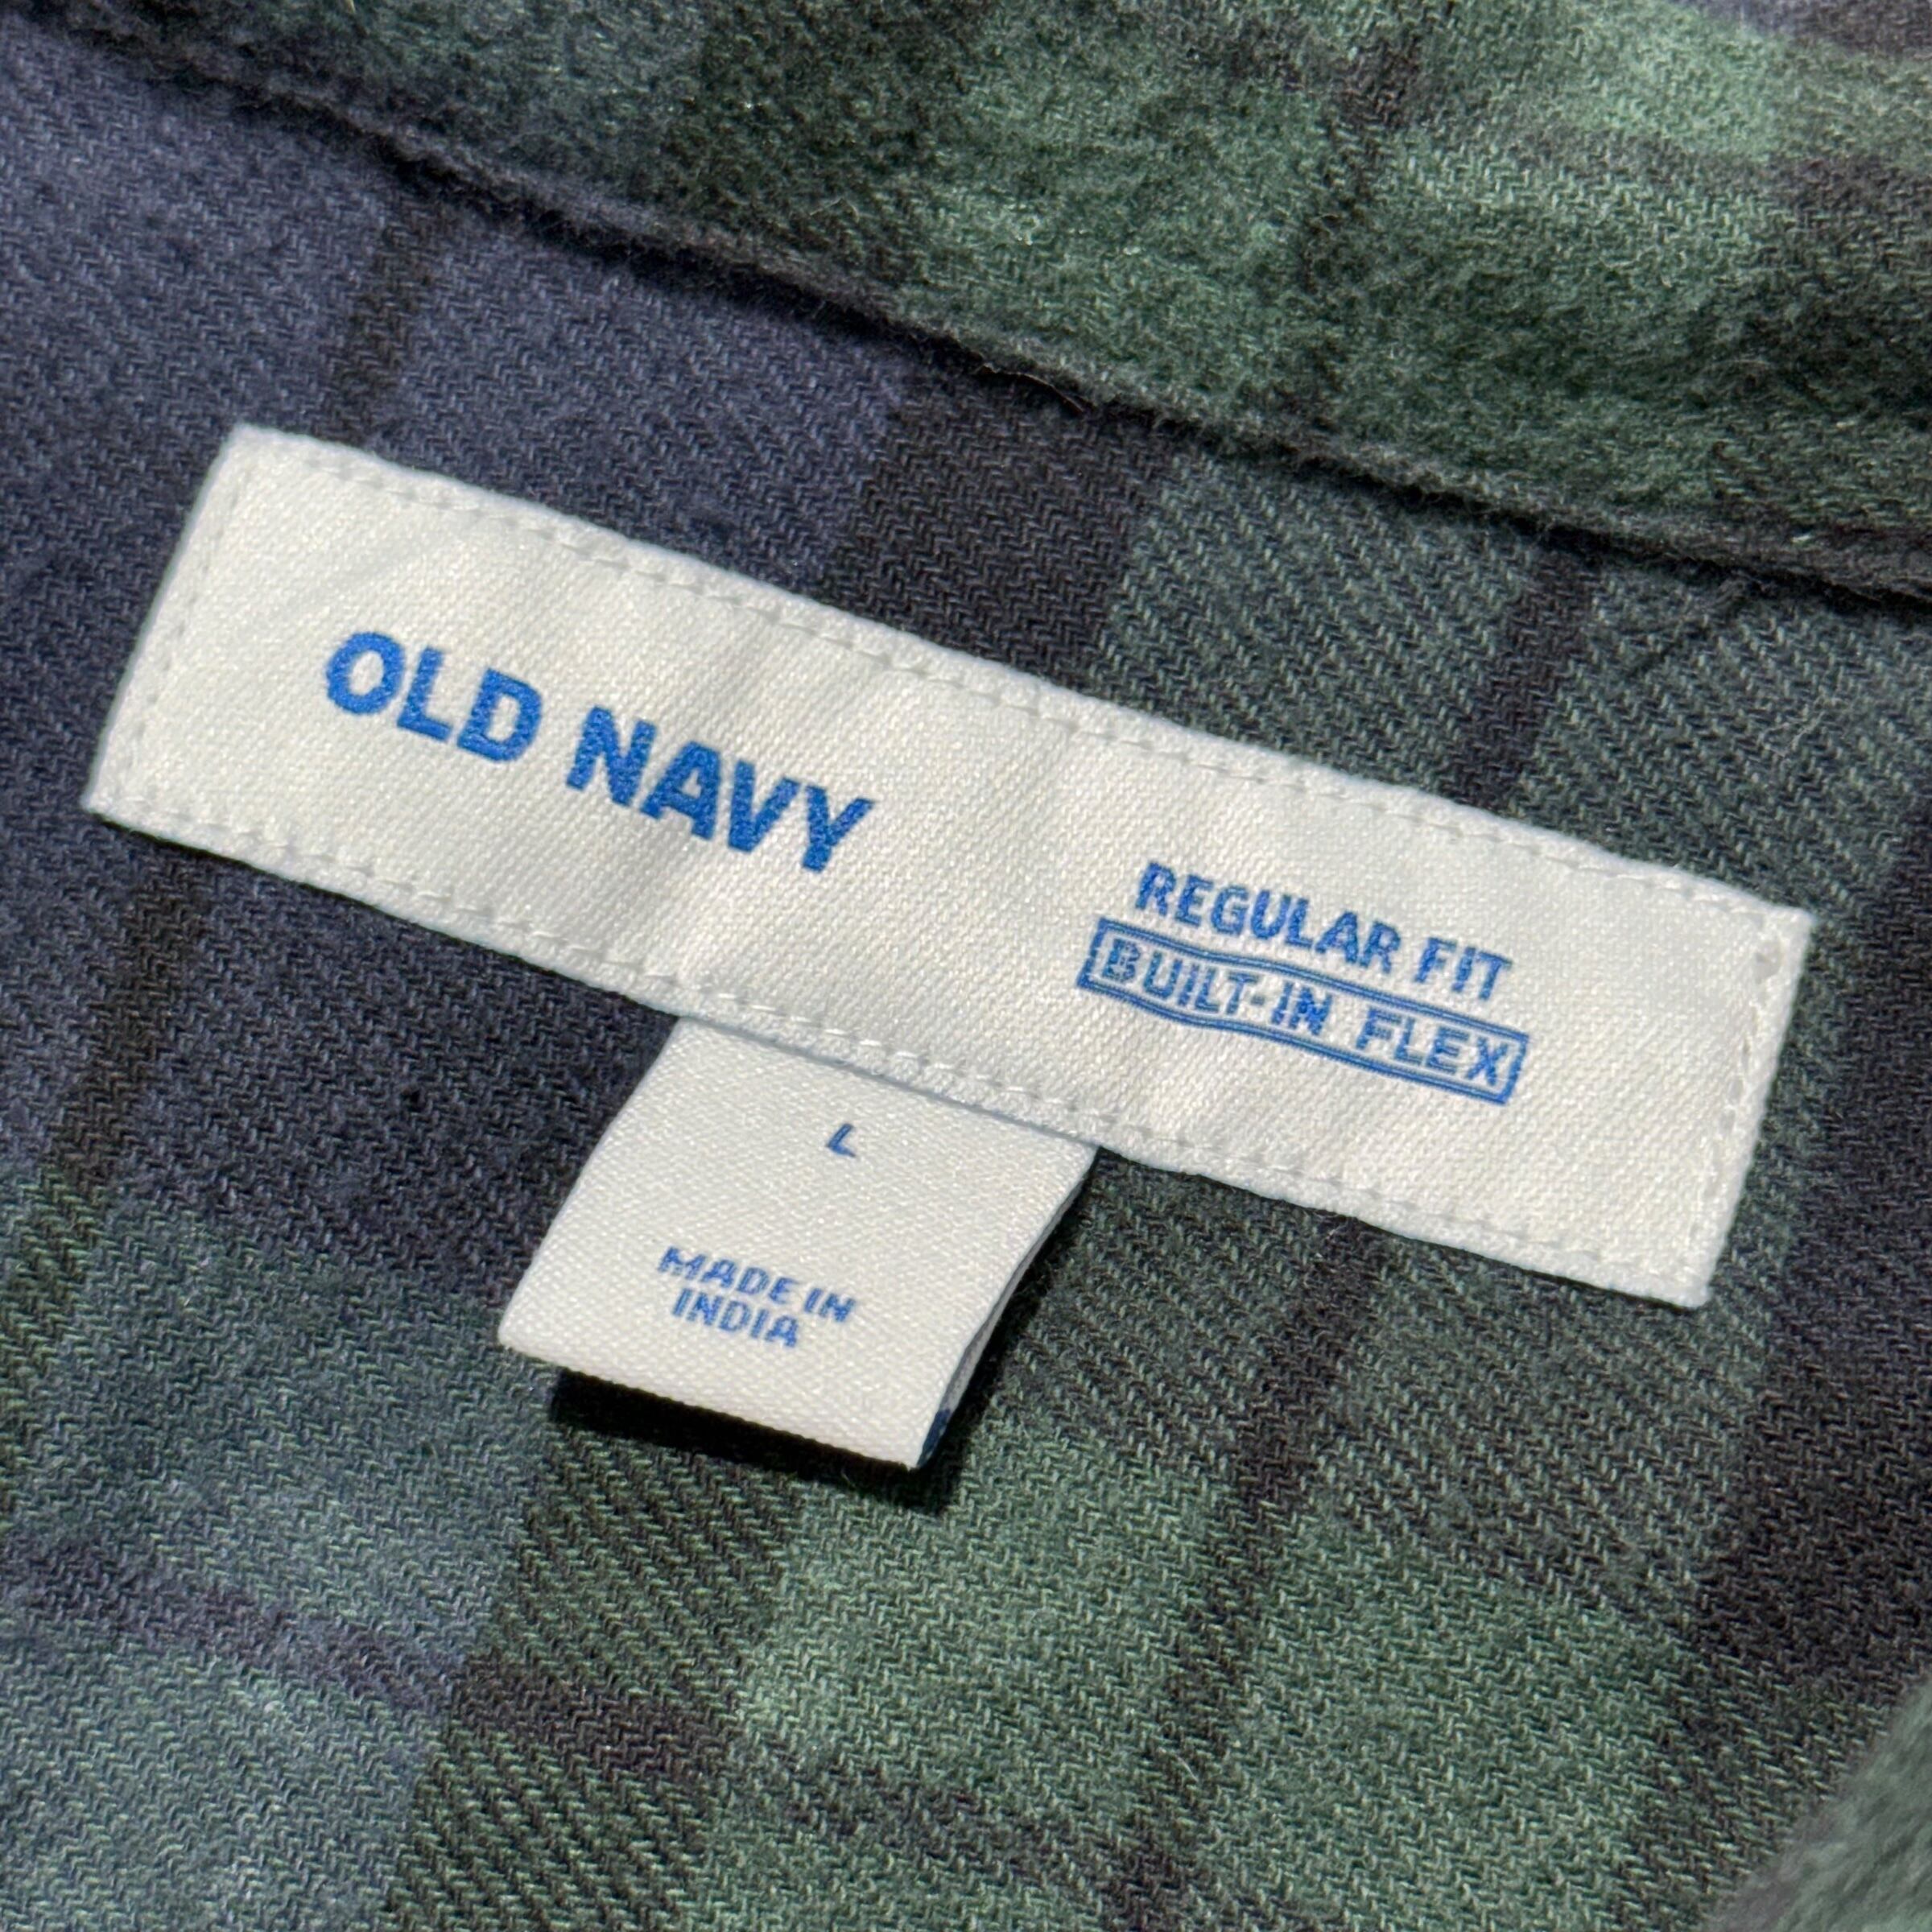 OLD NAVY
REGULAR FIT
BUILT-IN FLEX
L
MADE IN
INDIA